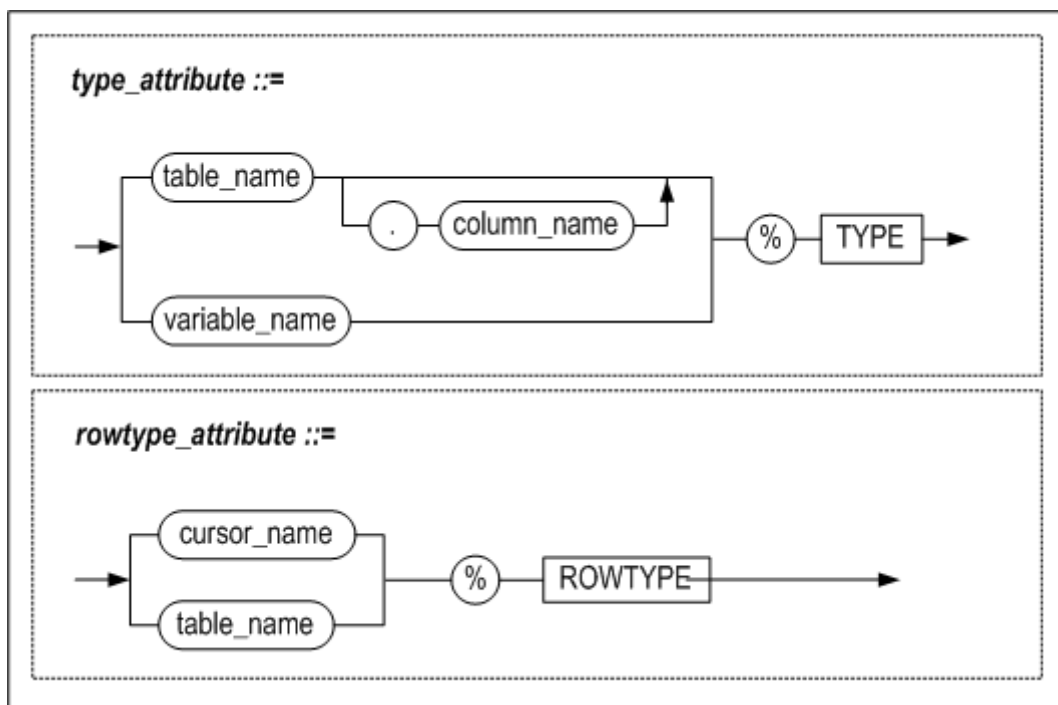 type_attribute ::=
table_name
. column_name
% TYPE
variable_name
rowtype_attribute ::=
cursor_name
% ROWTYPE
table_name